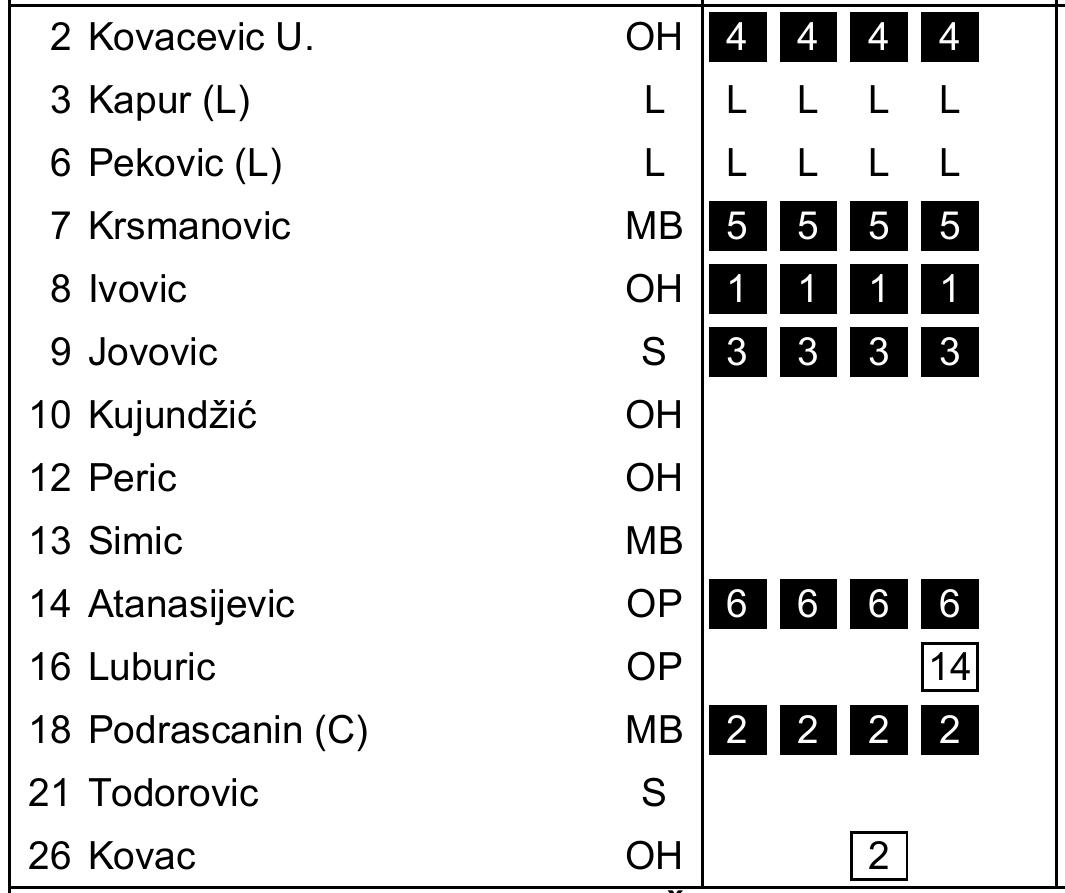 2 Kovacevic U. OH 4 4 4 4
3 Kapur (L) L L L L L
6 Pekovic (L) L L L L L
7 Krsmanovic MB 5 5 5 5
8 Ivovic OH 1 1 1 1
9 Jovovic S 3 3 3 3
10 Kujundžić OH
12 Peric OH
13 Simic MB
14 Atanasijevic OP 6 6 6 6
16 Luburic OP 14
18 Podrascanin (C) MB 2 2 2 2
21 Todorovic S
26 Kovac OH 2